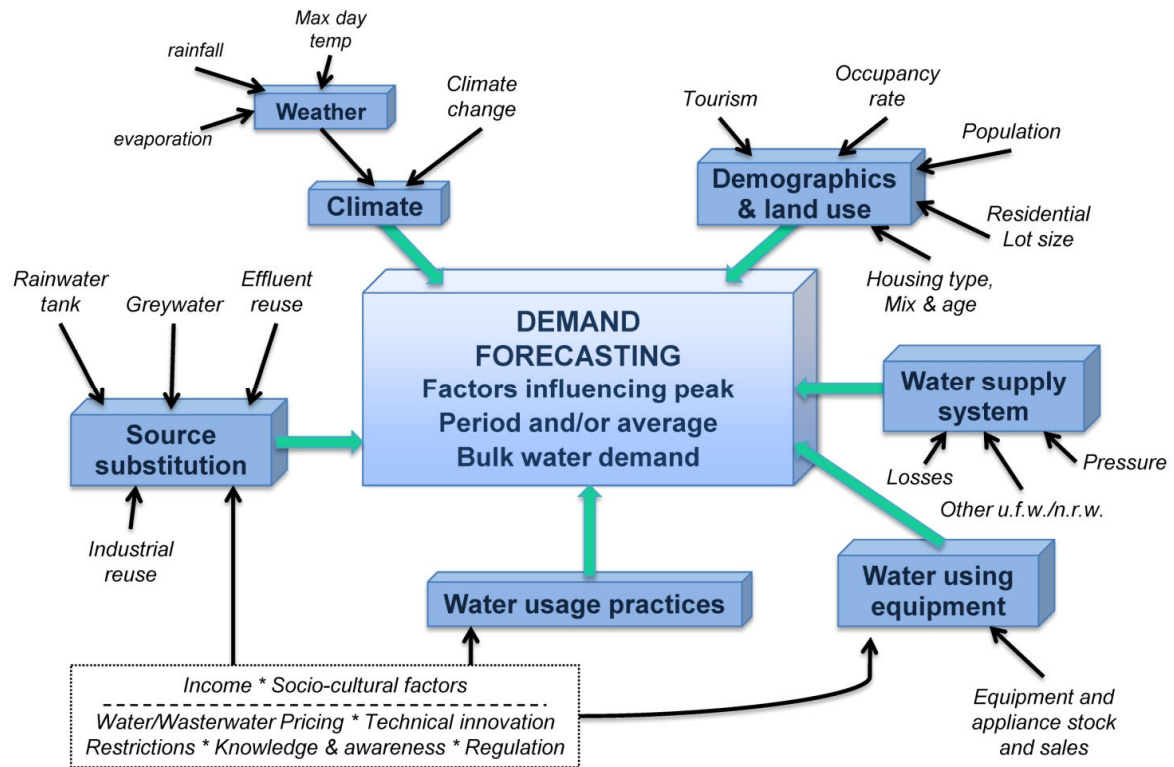 Max day
temp
rainfall
Weather
evaporation
Climate
change
Climate
Tourism
Occupancy
rate
Population
Demographics
& land use
Residential
Lot size
Housing type,
Mix & age
Rainwater
tank
Greywater
Effluent
reuse
Source
substitution
Industrial
reuse
DEMAND
FORECASTING
Factors influencing peak
Period and/or average
Bulk water demand
Water supply
system
Losses
Pressure
Other u.f.w./n.r.w.
Water usage practices
Water using
equipment
Equipment and
appliance stock
and sales
Income * Socio-cultural factors
Water/Wasterwater Pricing * Technical innovation
Restrictions * Knowledge & awareness * Regulation